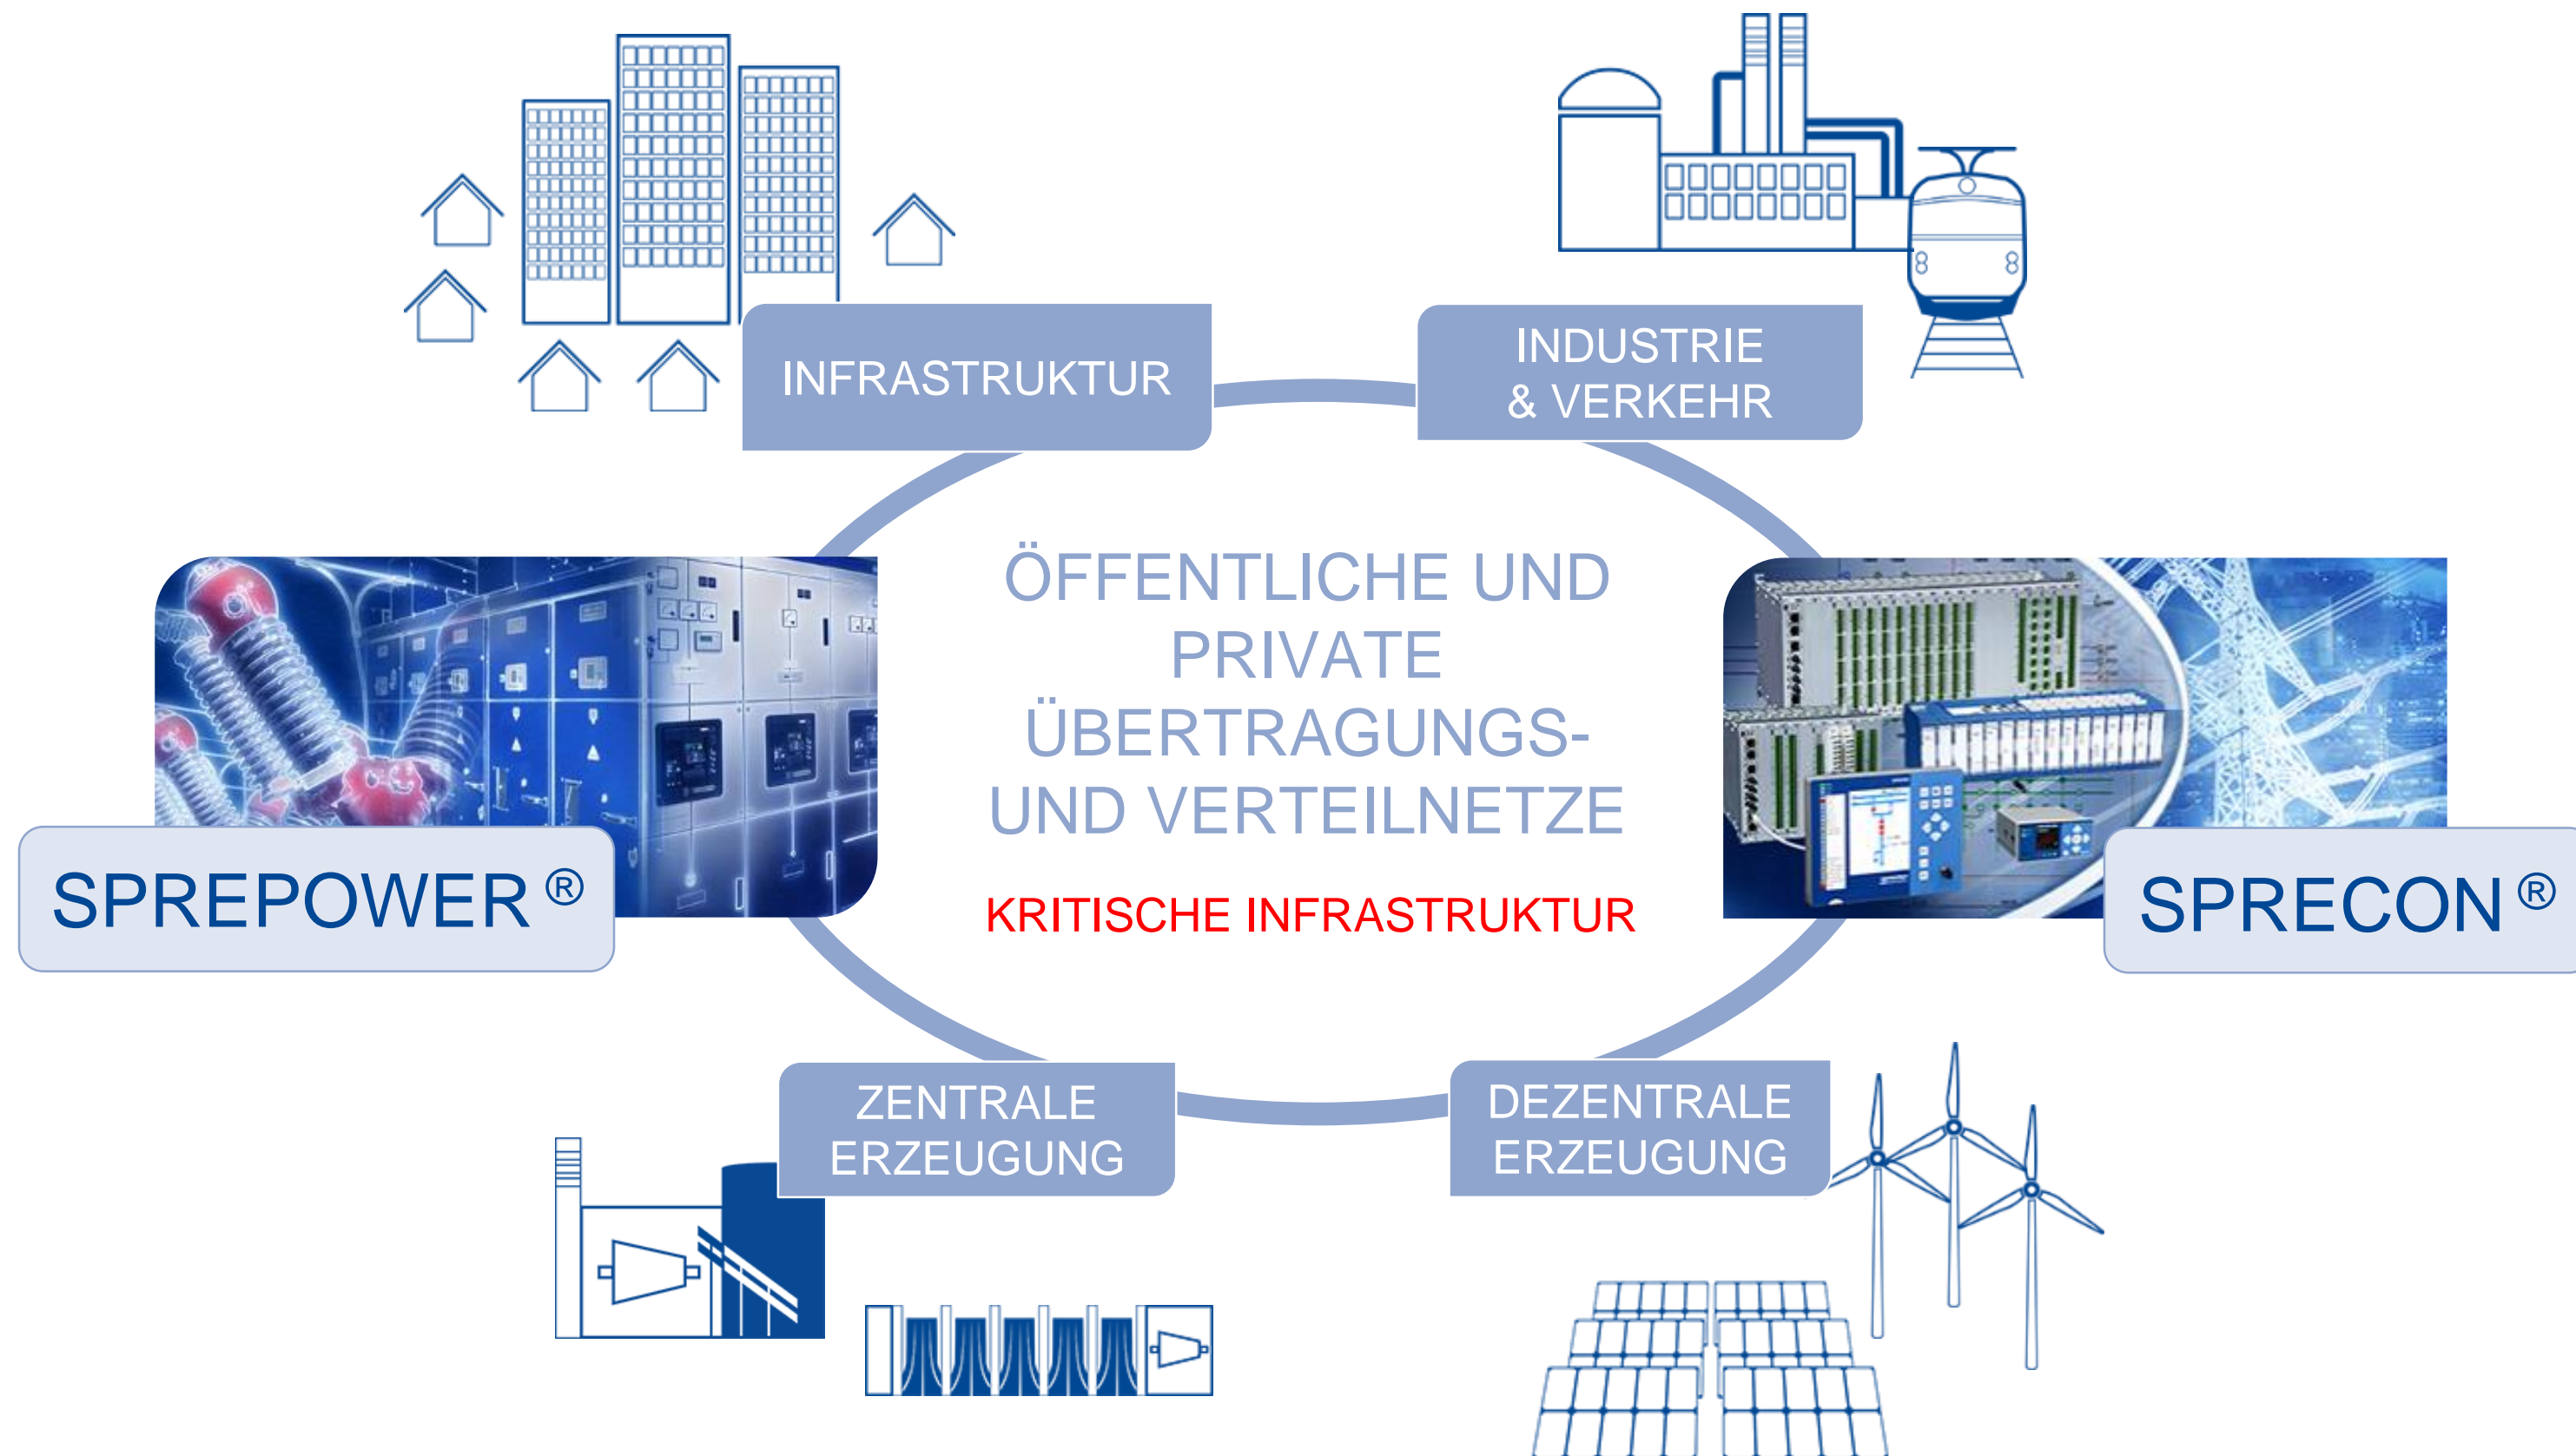 INFRASTRUKTUR
INDUSTRIE
& VERKEHR
ÖFFENTLICHE UND
PRIVATE
ÜBERTRAGUNGS-
UND VERTEILNETZE
KRITISCHE INFRASTRUKTUR
SPREPOWER ®
SPRECON ®
ZENTRALE
ERZEUGUNG
DEZENTRALE
ERZEUGUNG